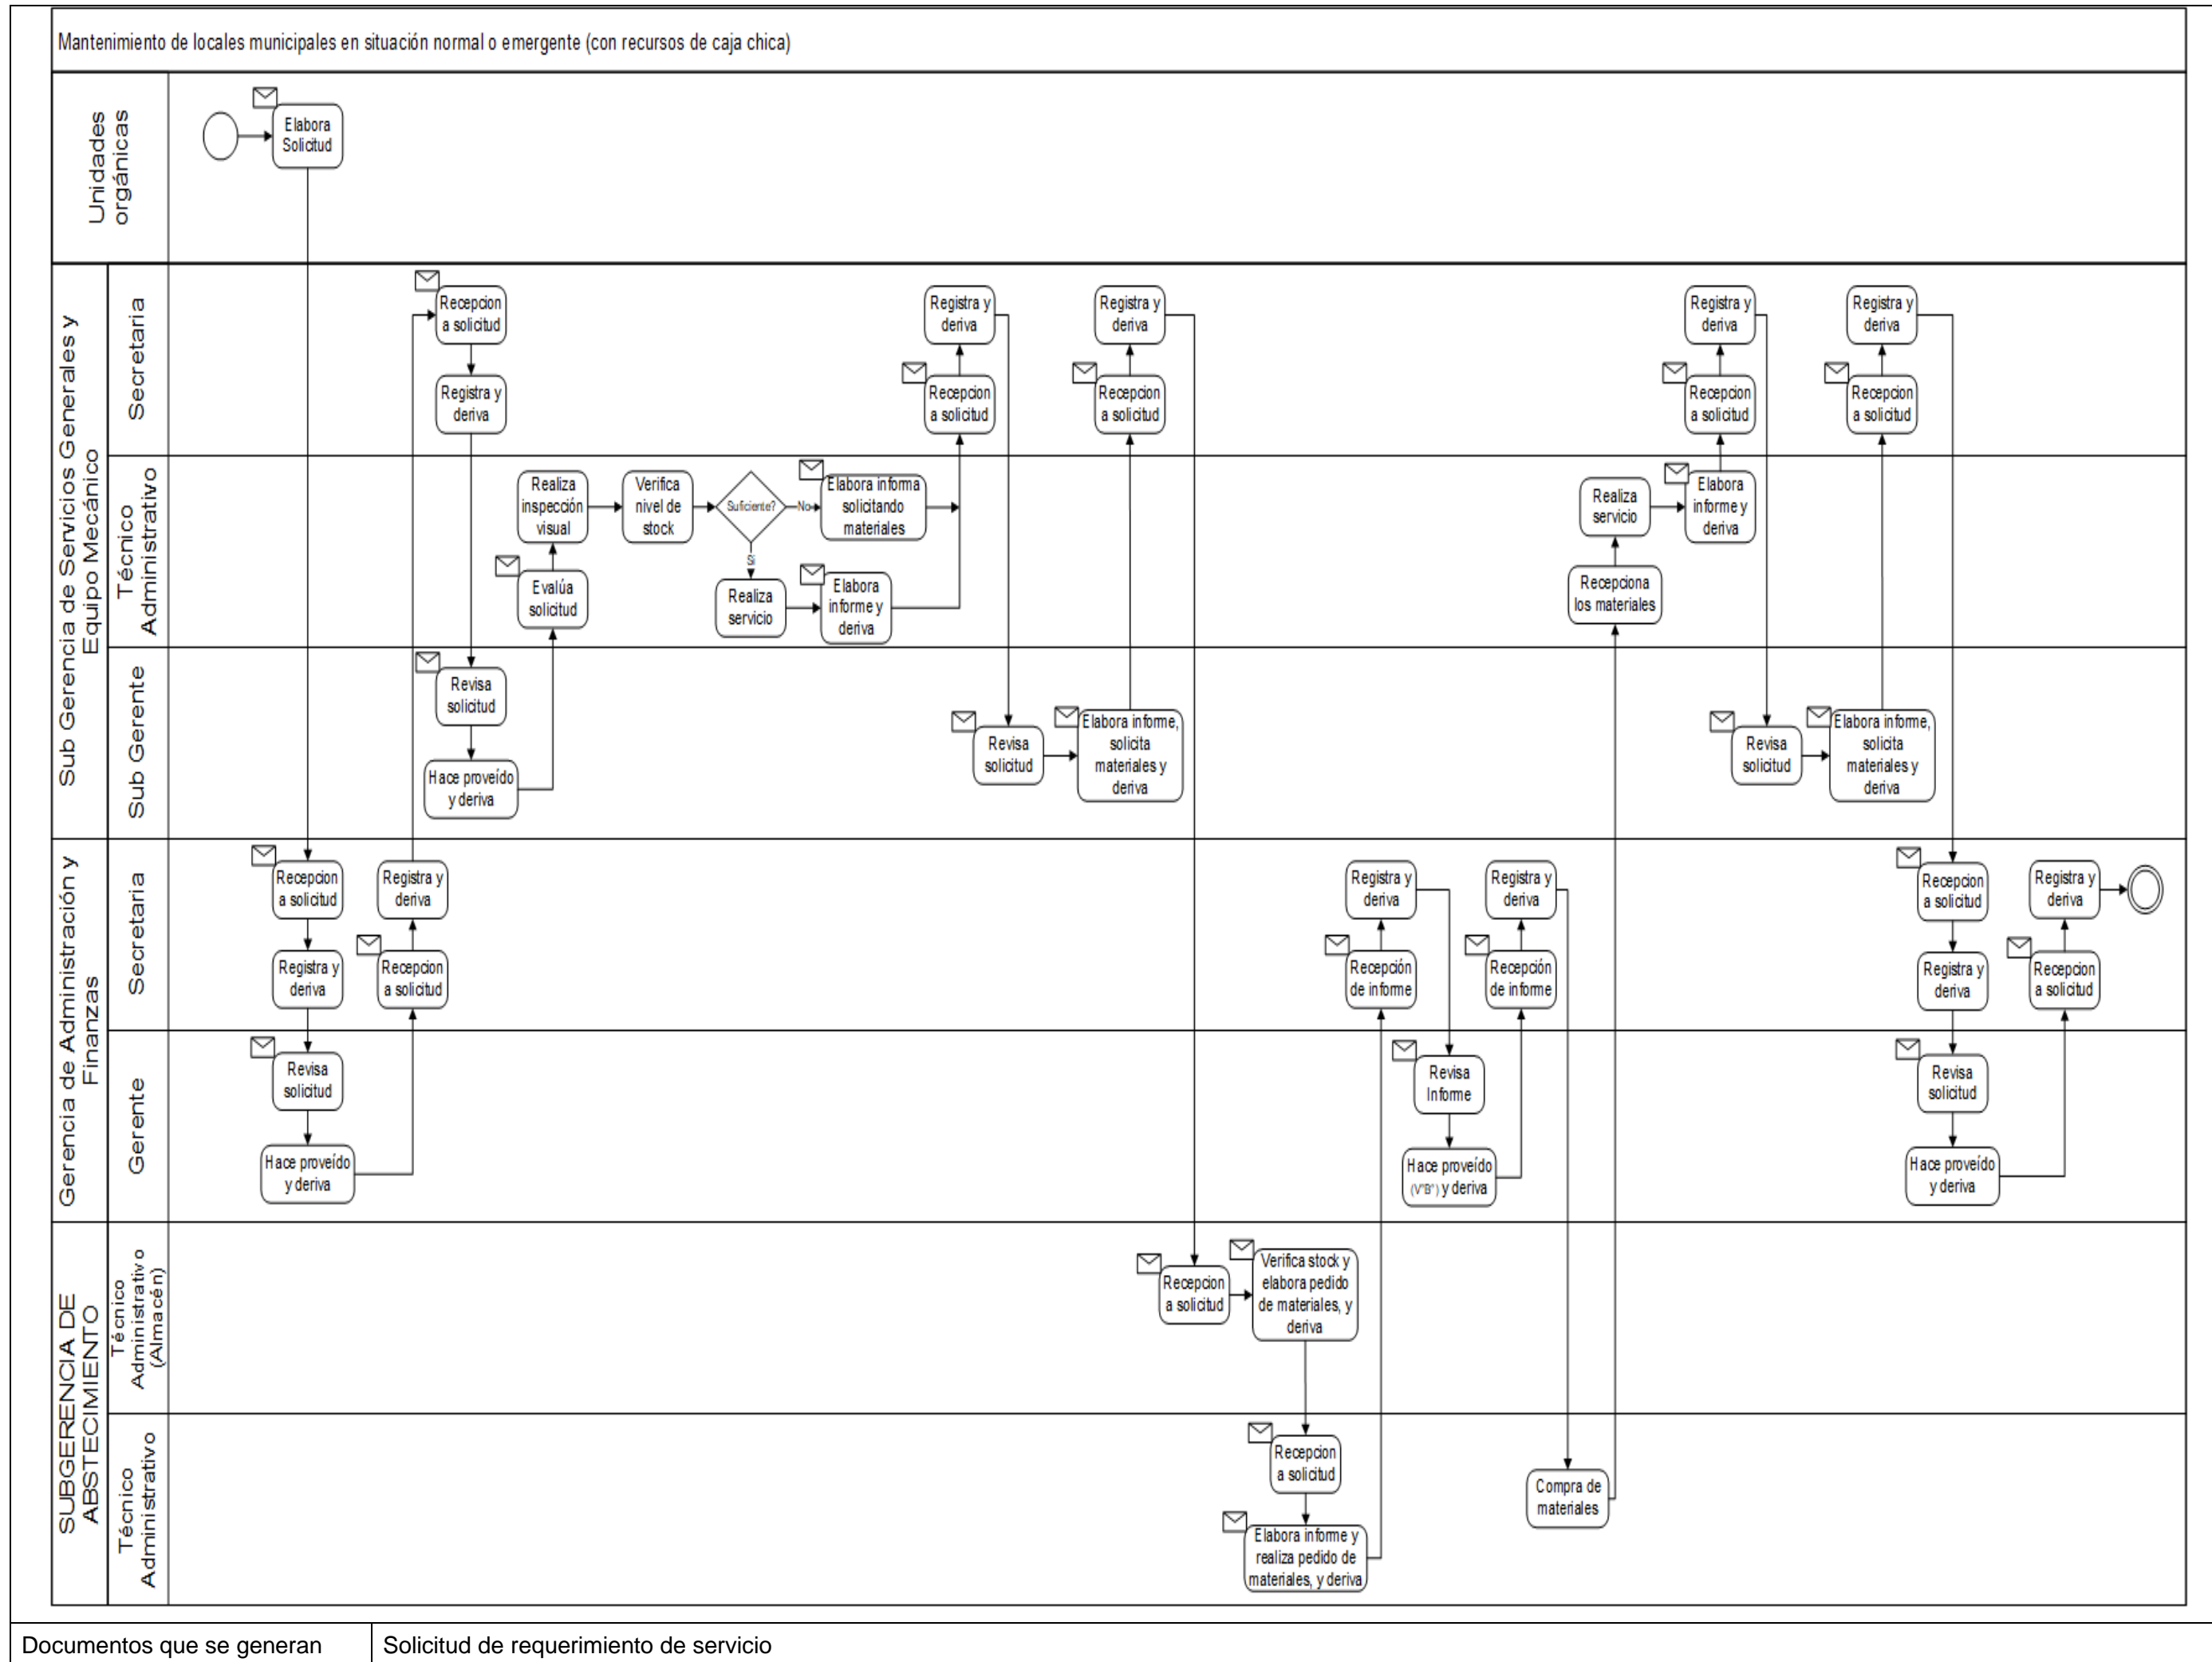 Mantenimiento de locales municipales en situación normal o emergente (con recursos de caja chica)
Unidades
orgánicas
Elabora
Solicitud
Sub Gerencia de Servicios Generales y
Equipo Mecánico
Secretaria
Recepcion
a solicitud
Registra y
deriva
Registra y
deriva
Recepcion
a solicitud
Registra y
deriva
Recepcion
a solicitud
Registra y
deriva
Recepcion
a solicitud
Registra y
deriva
Recepcion
a solicitud
Técnico
Administrativo
Realiza
inspección
visual
Evalúa
solicitud
Verifica
nivel de
stock
Suficiente?
No
Si
Elabora informa
solicitando
materiales
Realiza
servicio
Elabora
informe y
deriva
Realiza
servicio
Recepciona
los materiales
Elabora
informe y
deriva
Sub Gerente
Revisa
solicitud
Hace proveído
y deriva
Revisa
solicitud
Elabora informe,
solicita
materiales y
deriva
Revisa
solicitud
Elabora informe,
solicita
materiales y
deriva
Gerencia de Administración y
Finanzas
Secretaria
Recepcion
a solicitud
Registra y
deriva
Registra y
deriva
Recepcion
a solicitud
Registra y
deriva
Recepción
de informe
Registra y
deriva
Recepción
de informe
Recepcion
a solicitud
Registra y
deriva
Registra y
deriva
Recepcion
a solicitud
Gerente
Revisa
solicitud
Hace proveído
y deriva
Revisa
Informe
Hace proveído
(V°B°) y deriva
Revisa
solicitud
Hace proveído
y deriva
SUBGERENCIA DE
ABSTECIMIENTO
Técnico
Administrativo
(Almacén)
Recepcion
a solicitud
Verifica stock y
elabora pedido
de materiales, y
deriva
Técnico
Administrativo
Recepcion
a solicitud
Elabora informe y
realiza pedido de
materiales, y deriva
Compra de
materiales
Documentos que se generan
Solicitud de requerimiento de servicio